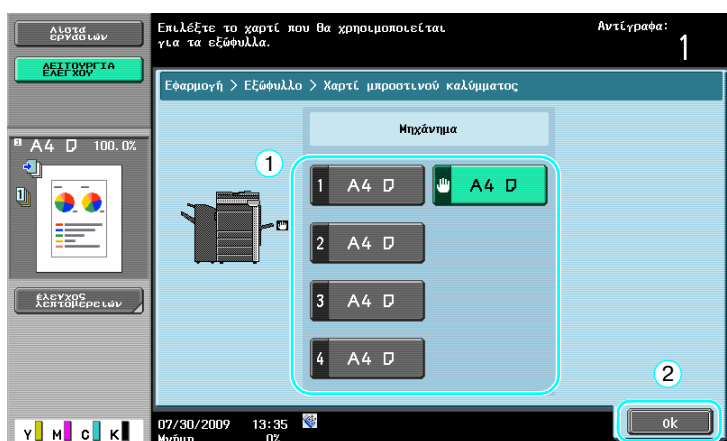 Λίστα
εργασιών
ΛΕΙΤΟΥΡΓΙΑ
ΕΛΕΓΧΟΥ
Επιλέξτε το χαρτί που θα χρησιμοποιείται
για τα εξώφυλλα.
Αντίγραφα:
1
Εφαρμογή > Εξώφυλλο > Χαρτί μπροστινού καλύμματος
Μηχάνημα
A4 100.0%
1
1 A4
A4
2 A4
3 A4
4 A4
έλεγχος
λεπτομερειών
2
ok
07/30/2009 13:35
Μνήμη 0%
Y M C K